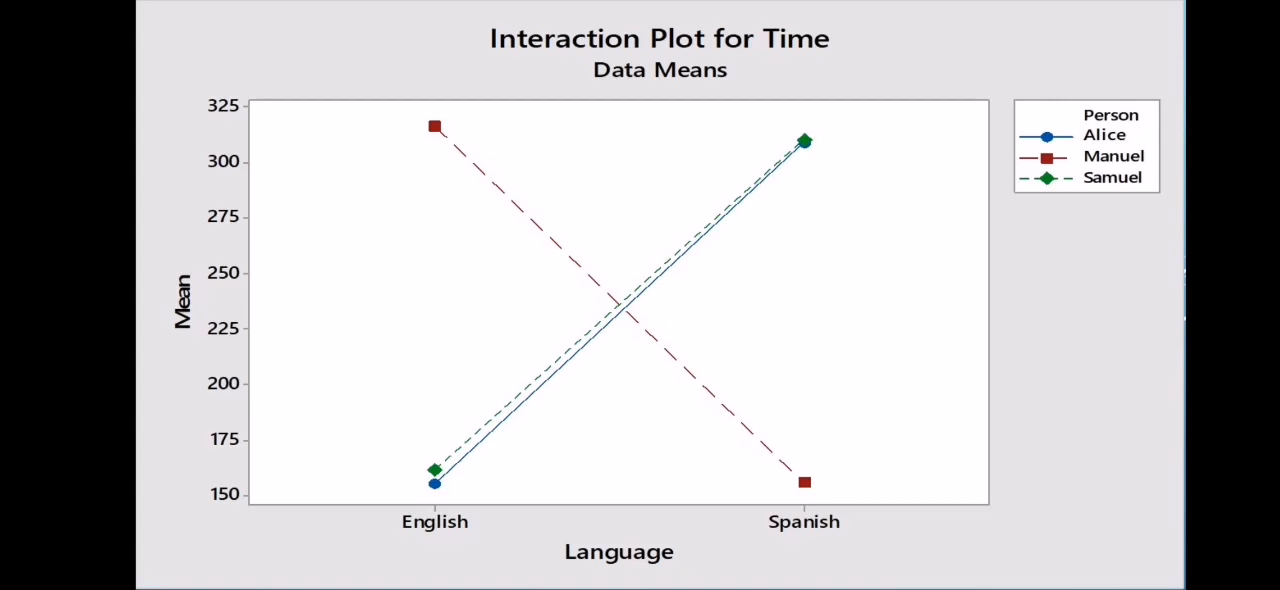 Interaction Plot for Time
Data Means
325
300
275
250
225
200
175
150
Mean
English
Spanish
Language
Person
Alice
Manuel
Samuel